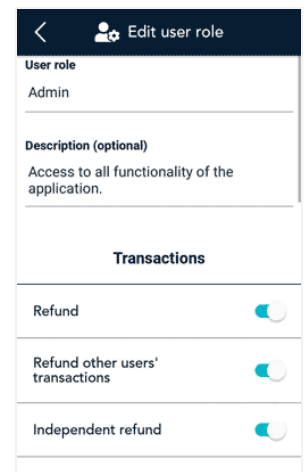 Edit user role
User role
Admin
Description (optional)
Access to all functionality of the
application.
Transactions
Refund
Refund other users'
transactions
Independent refund